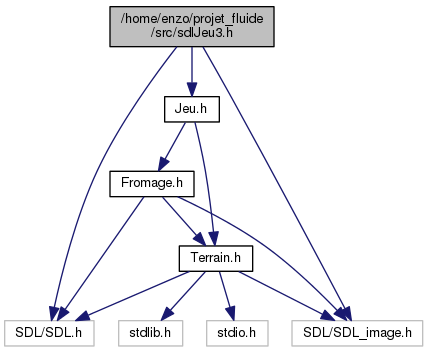 /home/enzo/projet_fluide
/src/sdlJeu3.h
Jeu.h
Fromage.h
Terrain.h
SDL/SDL.h
stdlib.h
stdio.h
SDL/SDL_image.h